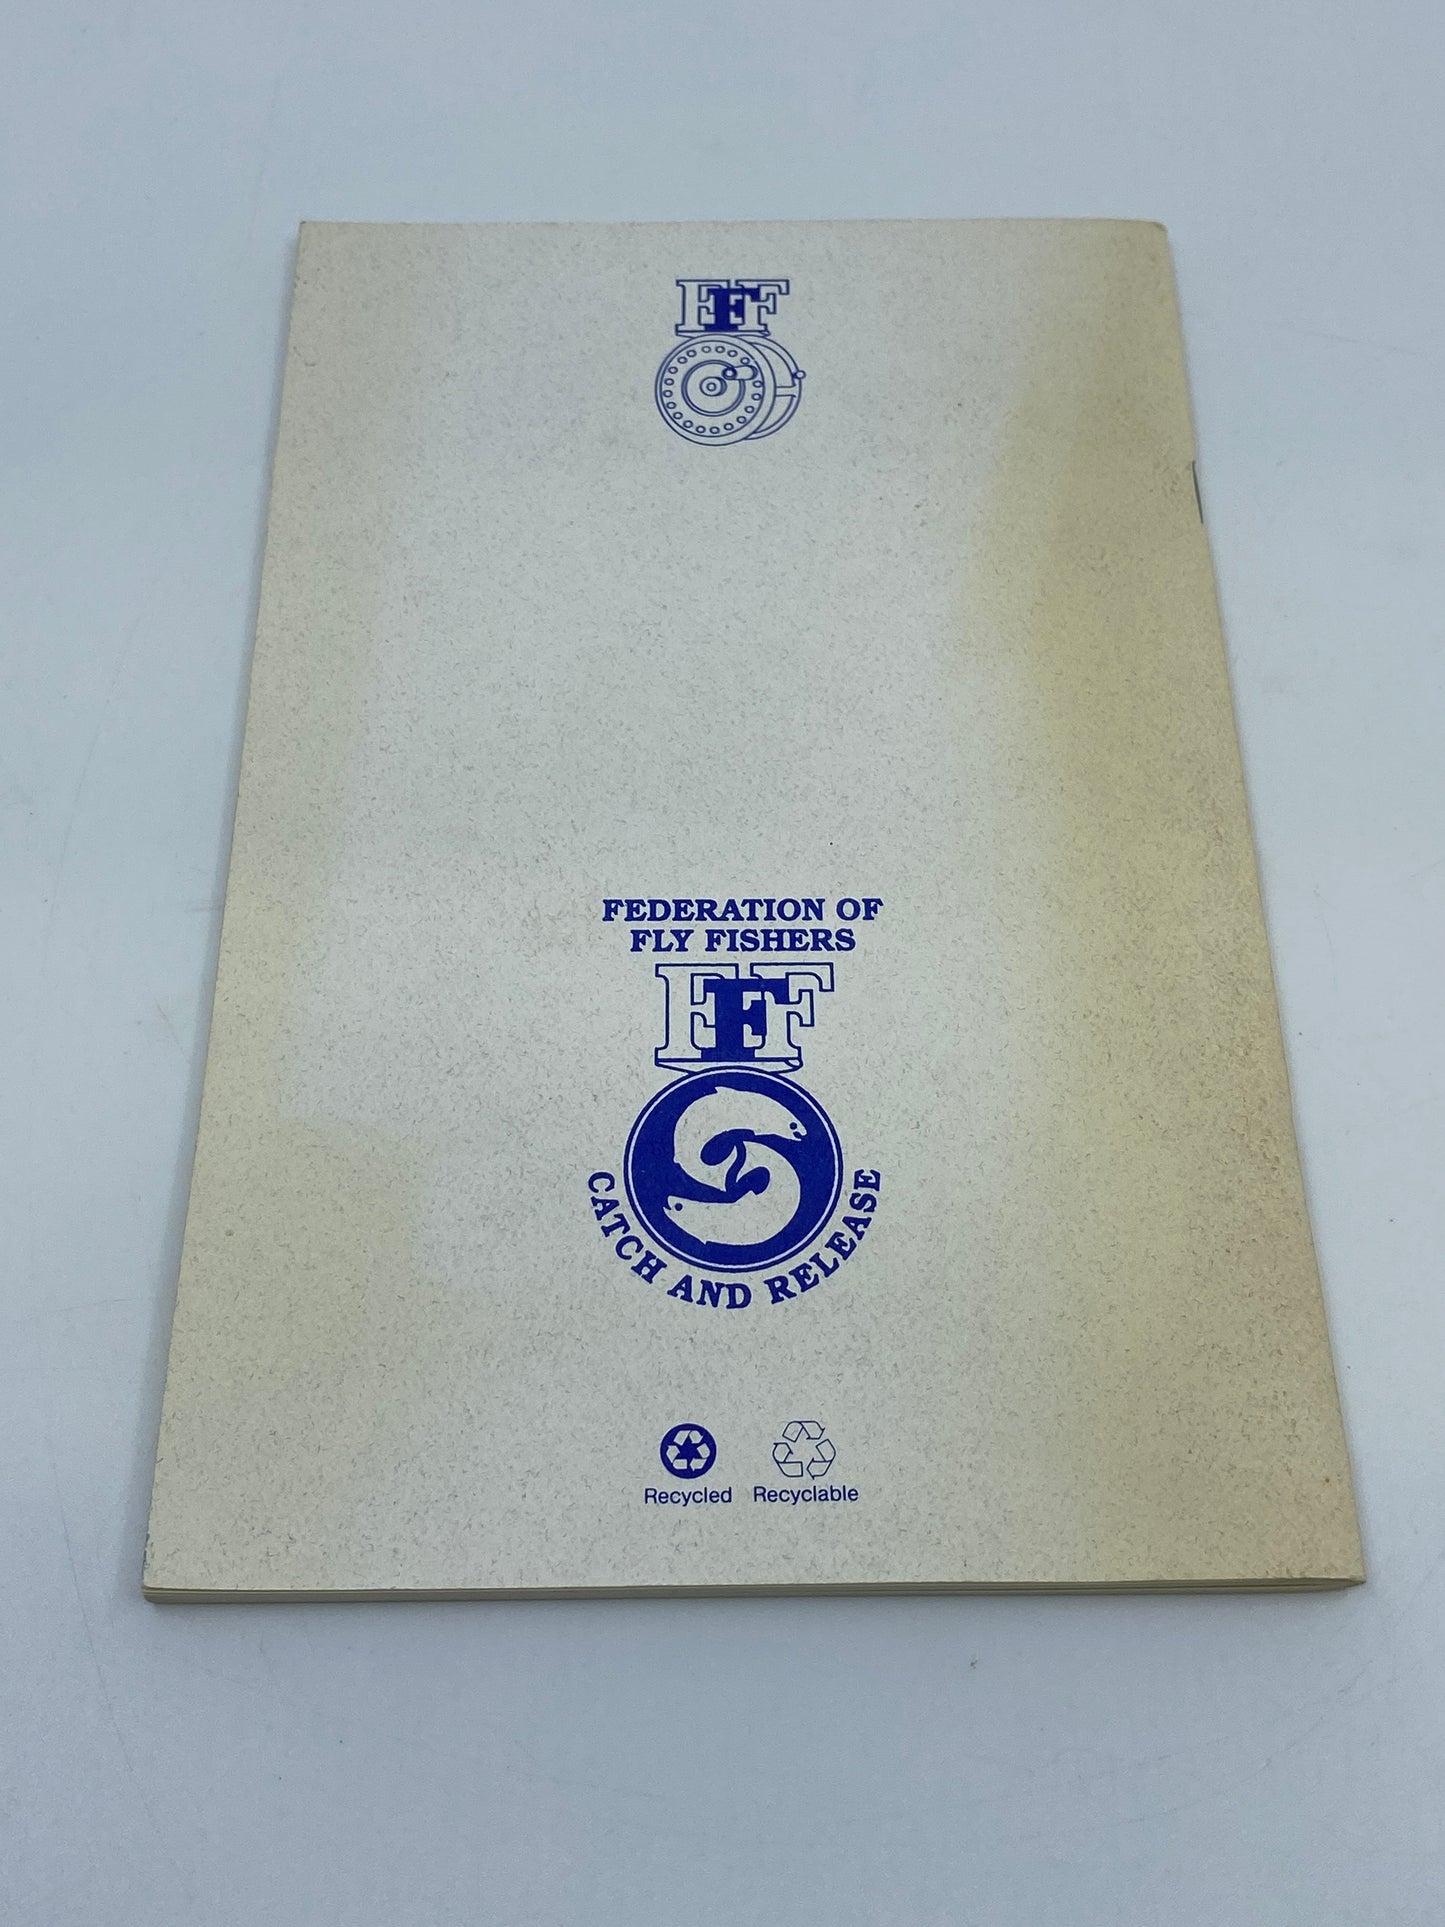 FFF
FEDERATION OF
FLY FISHERS
FFF
CATCH AND RELEASE
Recycled Recyclable